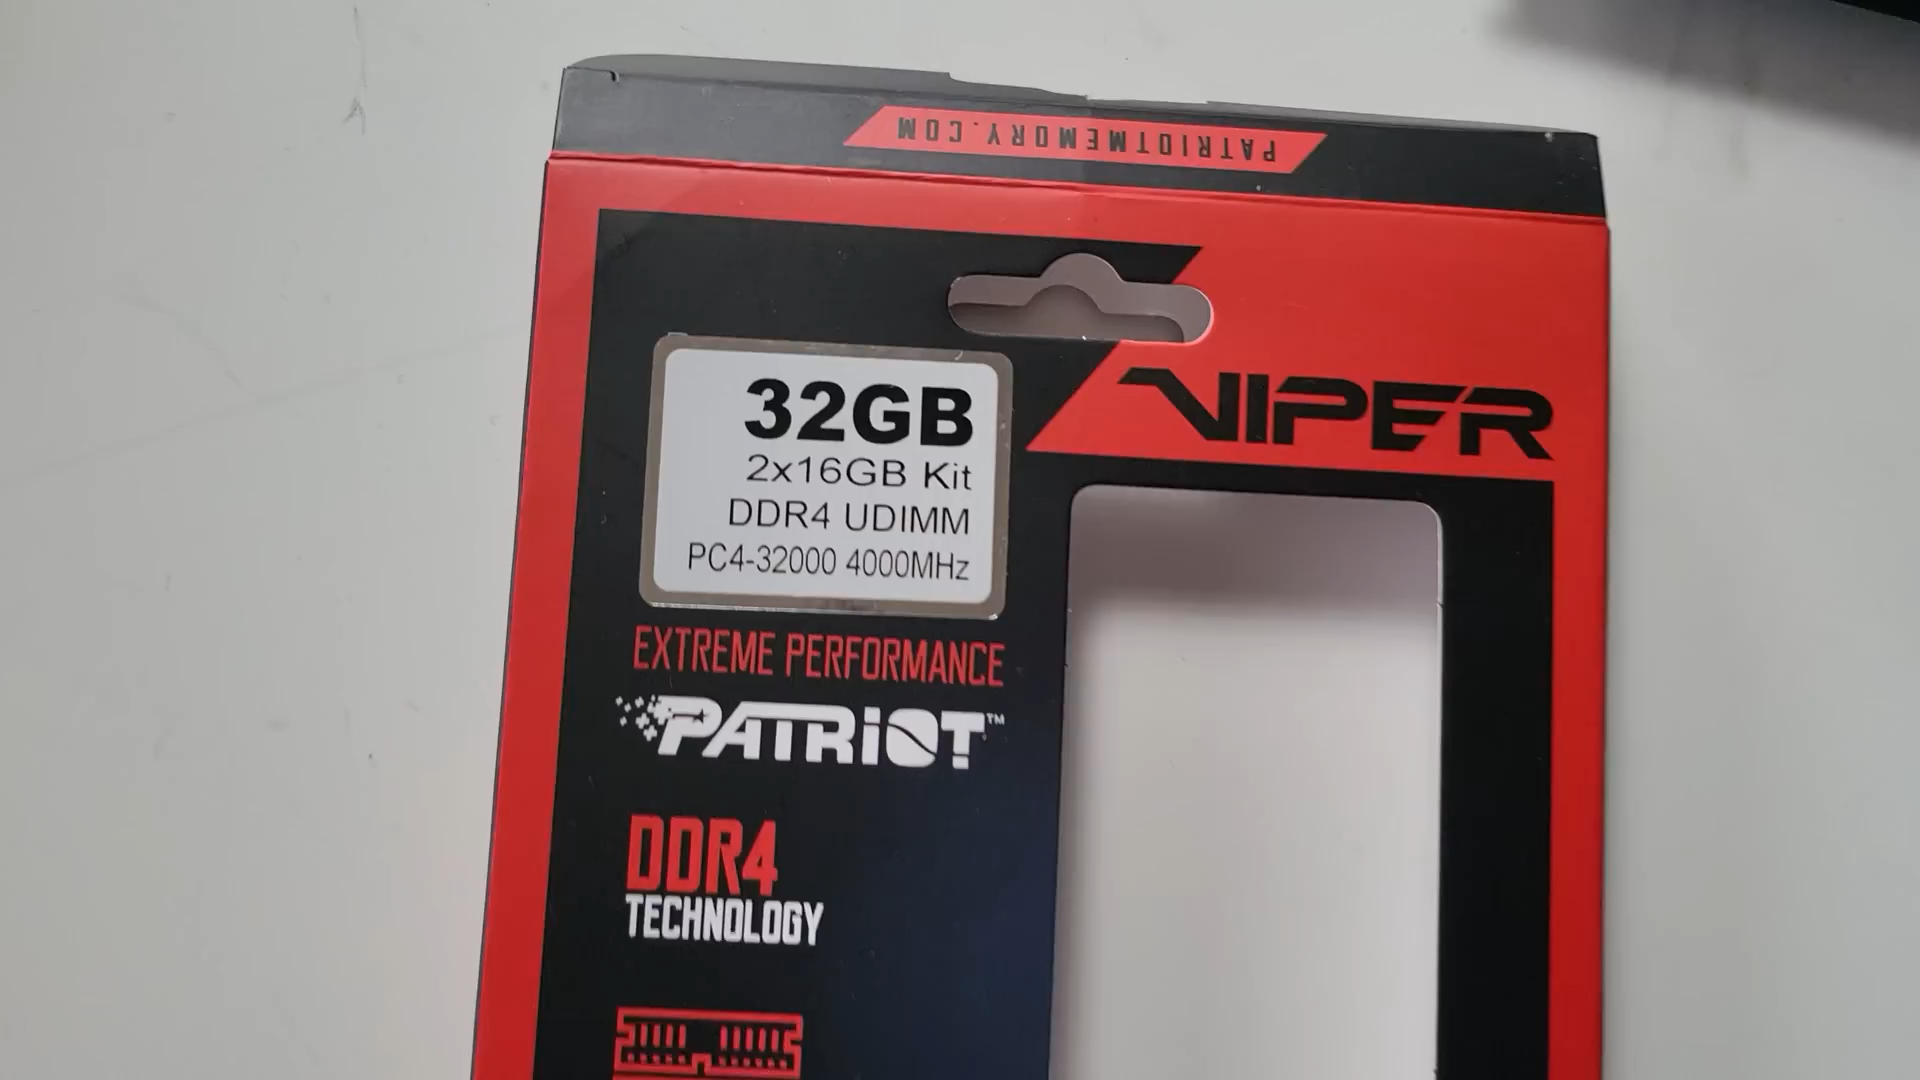 PATRIOTMEMORY.COM
VIPER
32GB
2x16GB Kit
DDR4 UDIMM
PC4-32000 4000MHz
EXTREME PERFORMANCE
PATRiOT™
DDR4
TECHNOLOGY